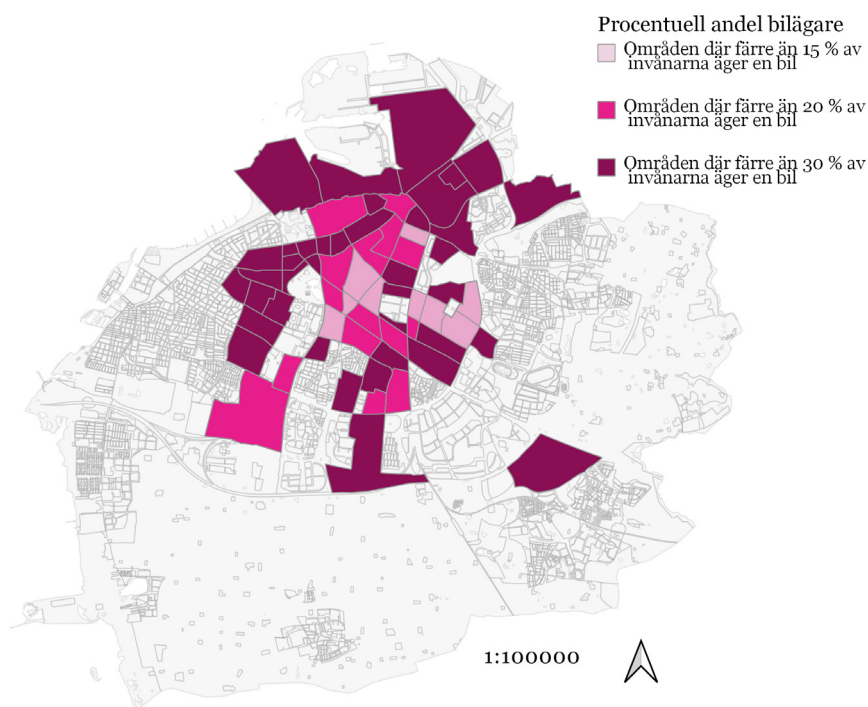 Procentuell andel bilägare
Områden där färre än 15 % av
invånarna äger en bil
Områden där färre än 20 % av
invånarna äger en bil
Områden där färre än 30 % av
invånarna äger en bil
1:100000